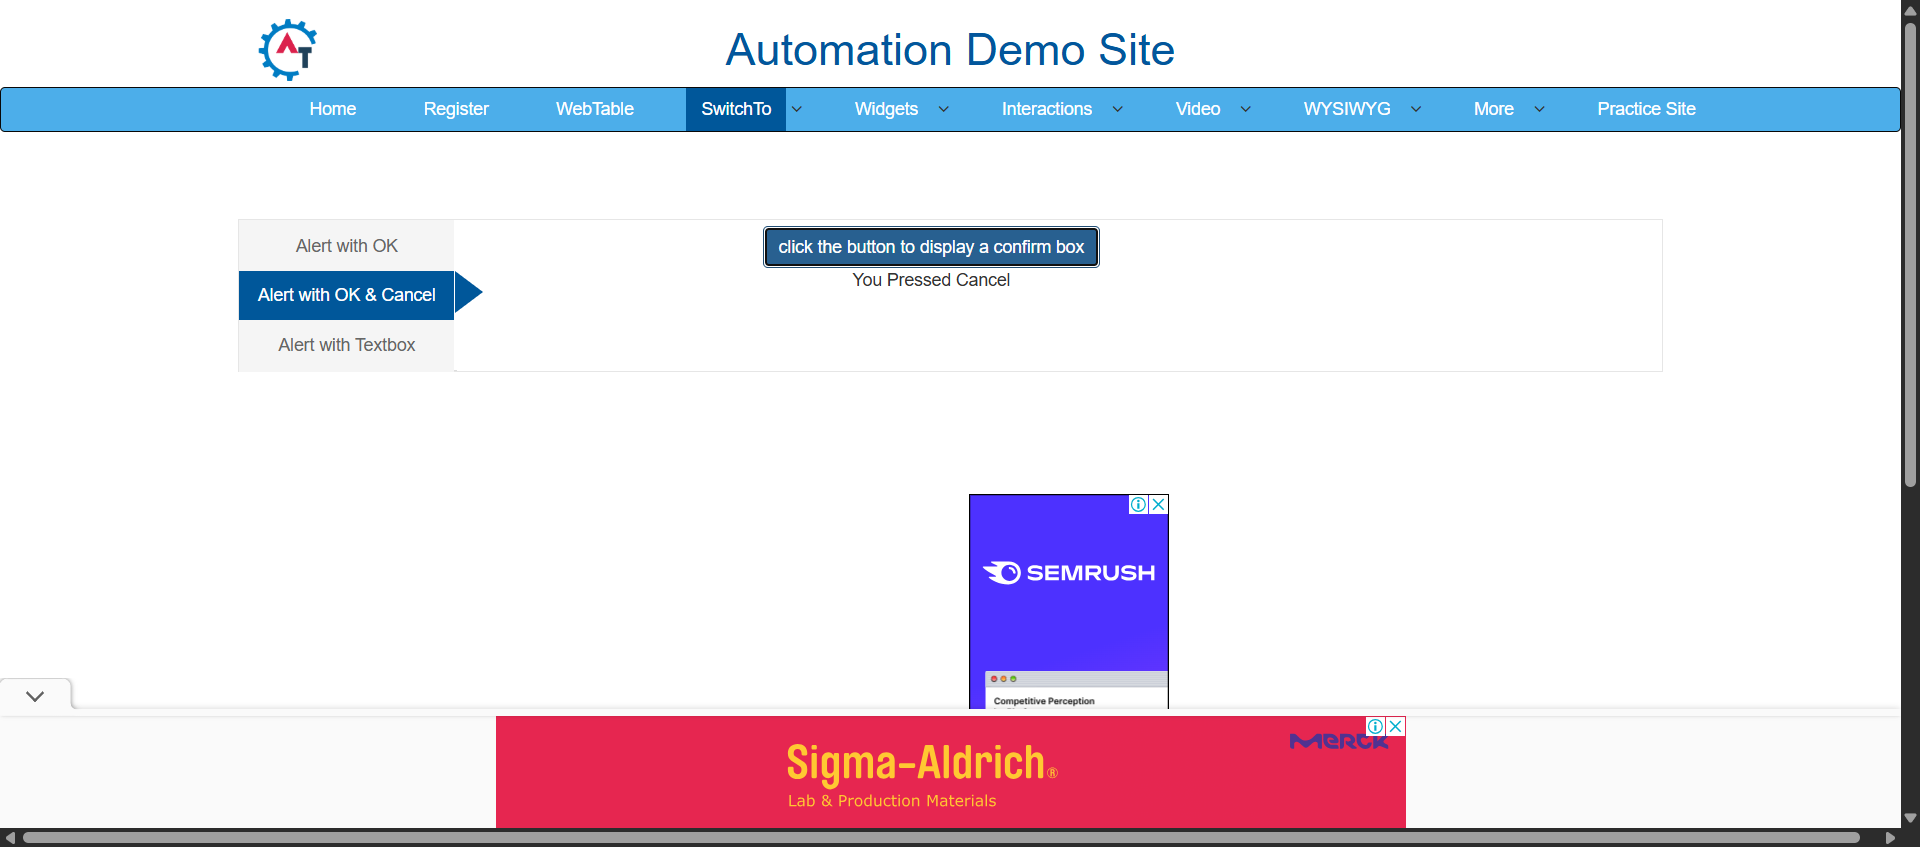 AT
Automation Demo Site
Home Register WebTable SwitchTo Widgets Interactions Video WYSIWYG More Practice Site
Alert with OK
click the button to display a confirm box
You Pressed Cancel
Alert with OK & Cancel
Alert with Textbox
SEMRUSH
Competitive Perception
Sigma-Aldrich®
Lab & Production Materials
MERCK